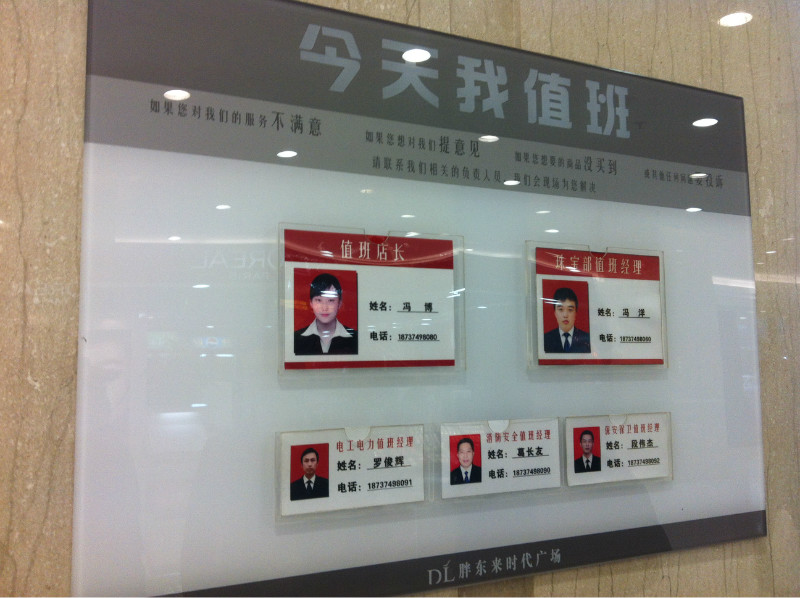 今天我值班
如果您对我们的服务不满意
如果您想对我们提意见
如果您想要的商品没买到
请联系我们相关的负责人员，我们会现场为您解决
值班店长
姓名：冯博
电话：18737498080
珠宝部值班经理
姓名：冯洋
电话：18737498069
电工电力值班经理
姓名：罗俊辉
电话：18737498091
消防安全值班经理
姓名：葛长友
电话：18737498090
保安保卫值班经理
姓名：段伟杰
电话：18737498092
DL 胖东来时代广场